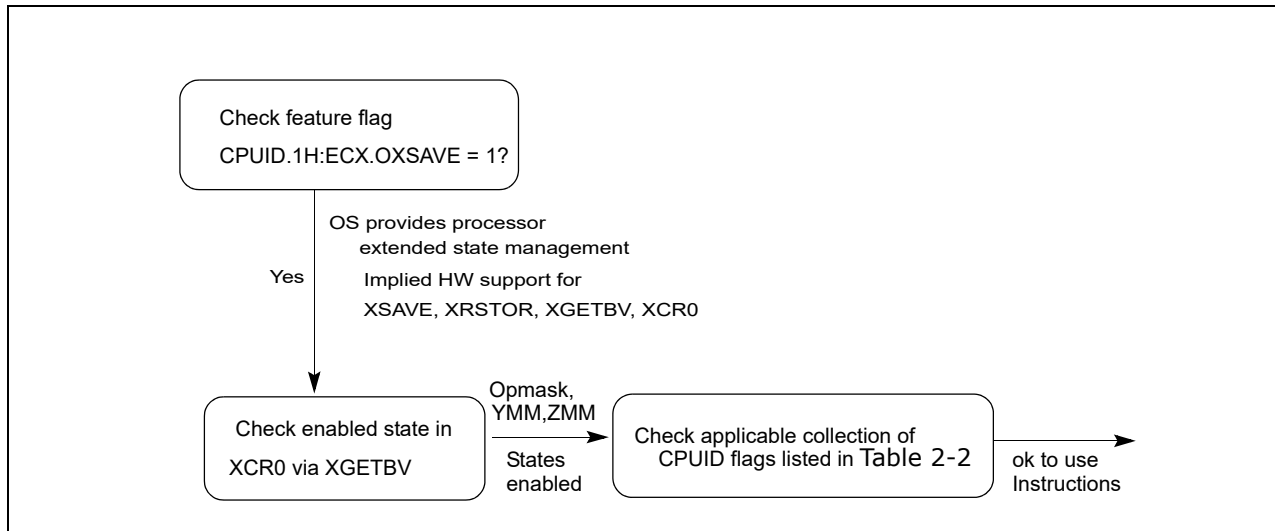 Check feature flag
CPUID.1H:ECX.OXSAVE = 1?
OS provides processor
extended state management
Yes
Implied HW support for
XSAVE, XRSTOR, XGETBV, XCR0
Check enabled state in
XCR0 via XGETBV
Opmask,
YMM,ZMM
States
enabled
Check applicable collection of
CPUID flags listed in Table 2-2
ok to use
Instructions